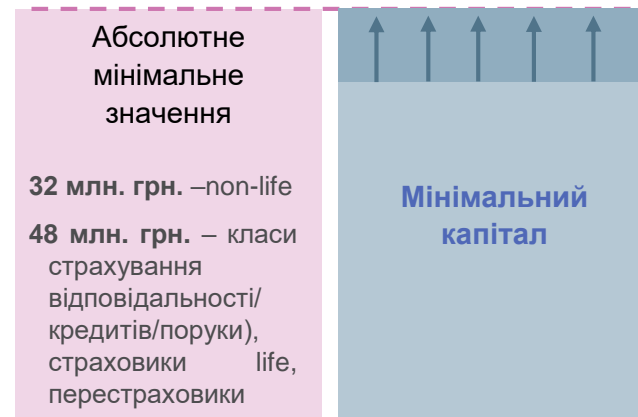 Абсолютне
мінімальне
значення
32 млн. грн. –non-life
48 млн. грн. – класи
страхування
відповідальності/
кредитів/поруки),
страховики life,
перестраховики
Мінімальний
капітал